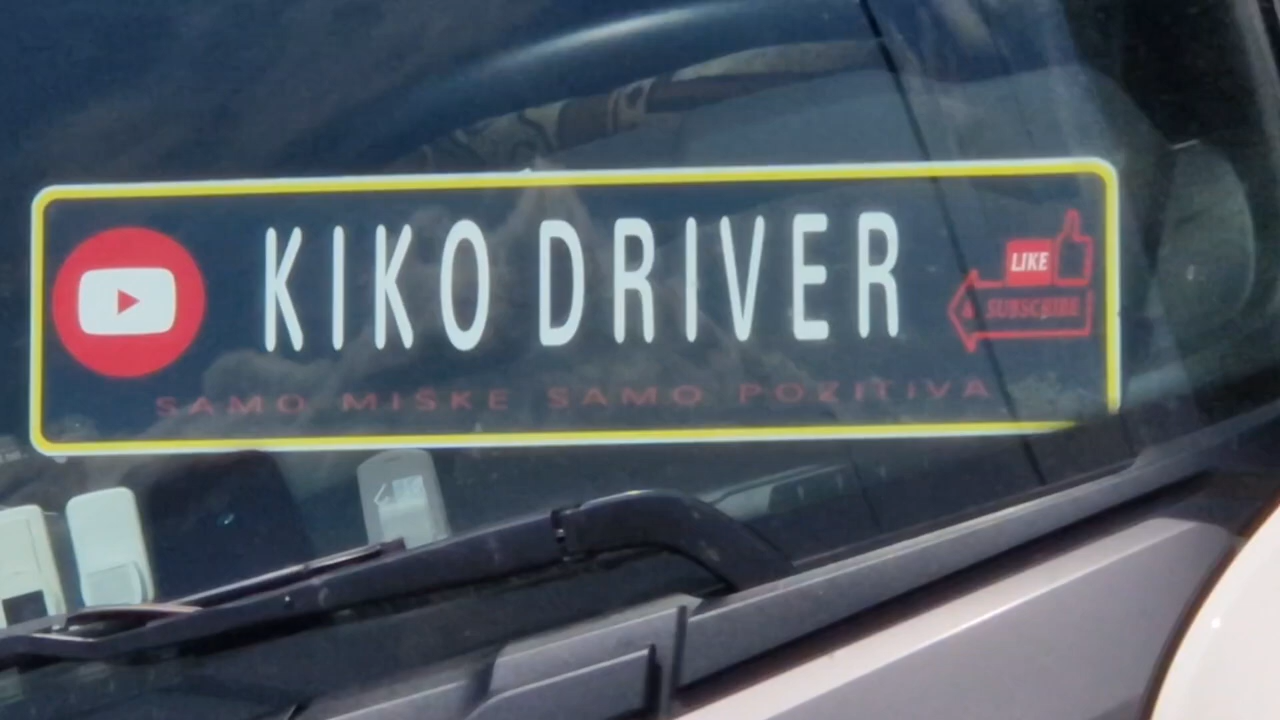 KIKO DRIVER
LIKE
& SUBSCRIBE
SAMO MISKE SAMO POZITIVA